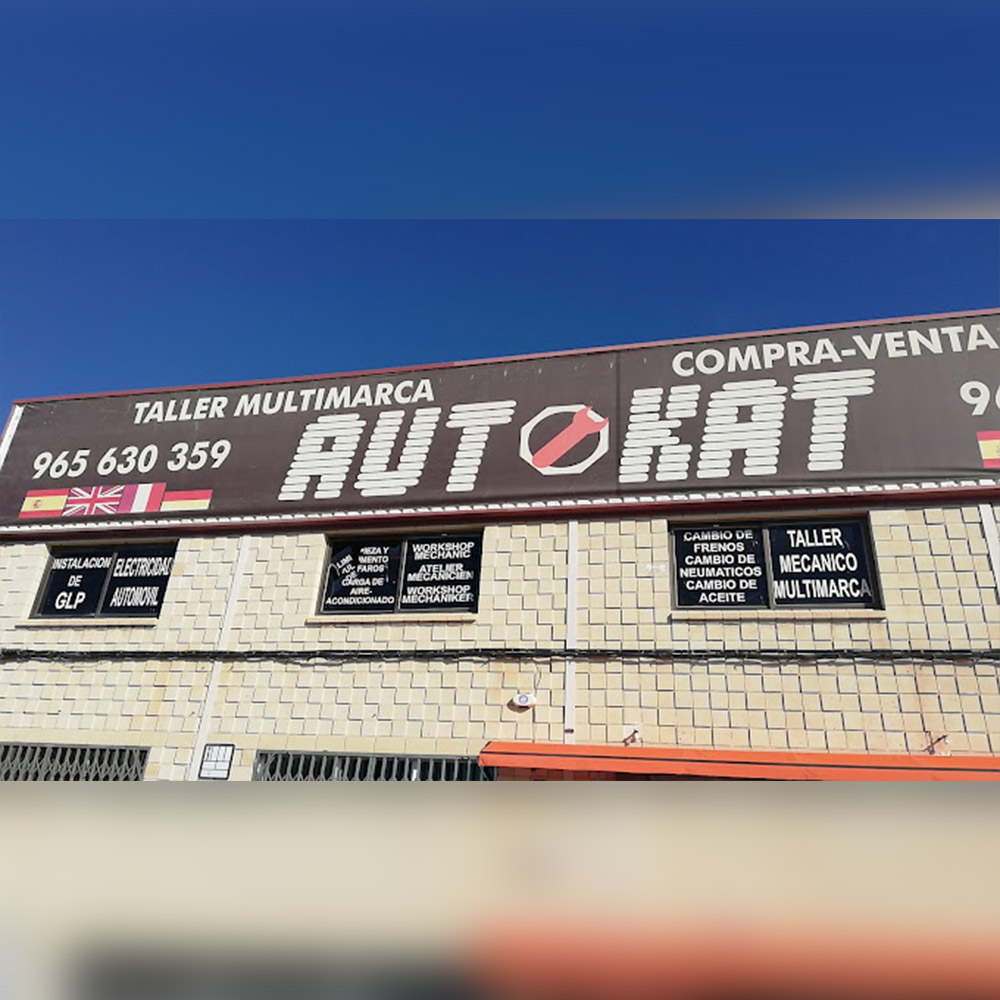 TALLER MULTIMARCA
COMPRA-VENTA
965 630 359
AUTOKAT
INSTALACION
DE
GLP
ELECTRICIDAD
AUTOMOVIL
CARGA DE
AIRE-
ACONDICIONADO
WORKSHOP
MECHANIC
ATELIER
MECANICIEN
WORKSHOP
MECHANIKER
CAMBIO DE
FRENOS
CAMBIO DE
NEUMATICOS
CAMBIO DE
ACEITE
TALLER
MECANICO
MULTIMARCA